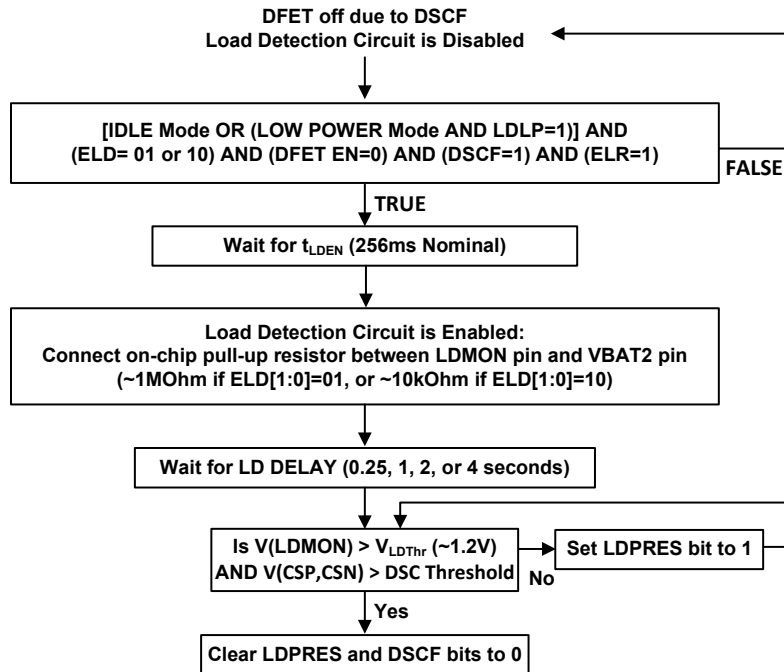 DFET off due to DSCF
Load Detection Circuit is Disabled
[IDLE Mode OR (LOW POWER Mode AND LDLP=1)] AND
(ELD= 01 or 10) AND (DFET EN=0) AND (DSCF=1) AND (ELR=1)
FALSE
TRUE
Wait for tLDEN (256ms Nominal)
Load Detection Circuit is Enabled:
Connect on-chip pull-up resistor between LDMON pin and VBAT2 pin
(~1MOhm if ELD[1:0]=01, or ~10kOhm if ELD[1:0]=10)
Wait for LD DELAY (0.25, 1, 2, or 4 seconds)
Is V(LDMON) > VLDThr (~1.2V)
AND V(CSP,CSN) > DSC Threshold
No
Set LDPRES bit to 1
Yes
Clear LDPRES and DSCF bits to 0